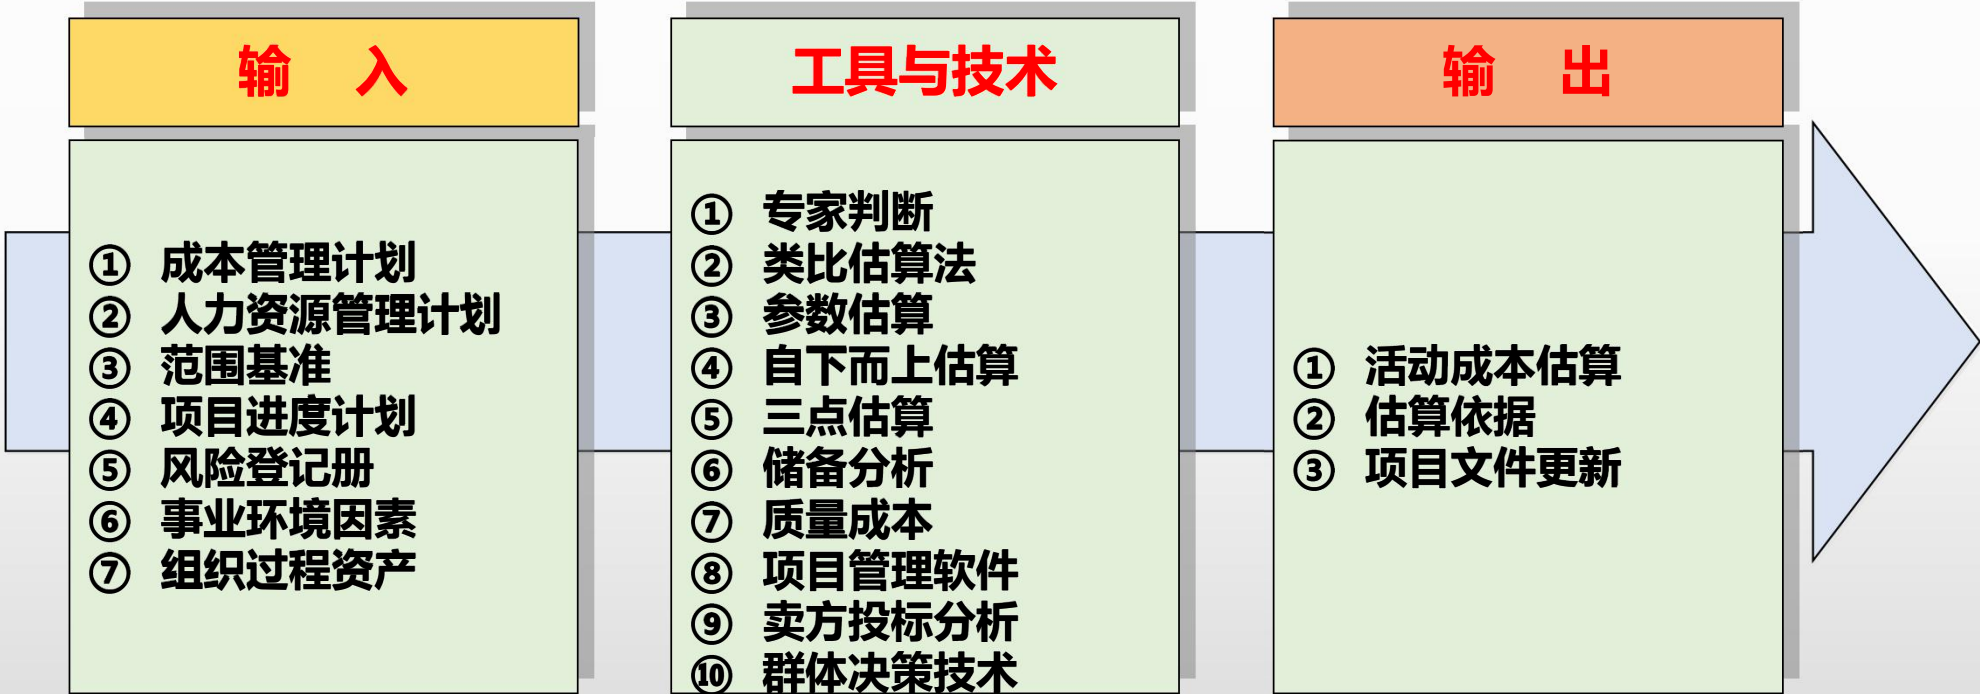 输 入
① 成本管理计划
② 人力资源管理计划
③ 范围基准
④ 项目进度计划
⑤ 风险登记册
⑥ 事业环境因素
⑦ 组织过程资产
工具与技术
① 专家判断
② 类比估算法
③ 参数估算
④ 自下而上估算
⑤ 三点估算
⑥ 储备分析
⑦ 质量成本
⑧ 项目管理软件
⑨ 卖方投标分析
⑩ 群体决策技术
输 出
① 活动成本估算
② 估算依据
③ 项目文件更新